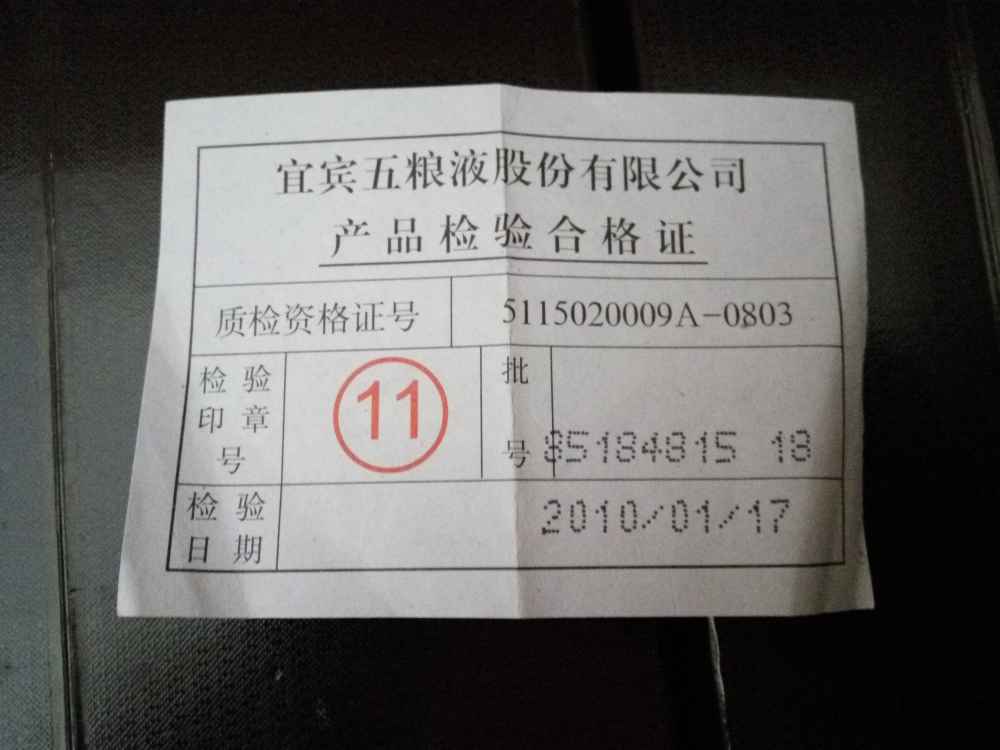 宜宾五粮液股份有限公司
产品检验合格证
质检资格证号 5115020009A-0803
检验印章号 11 批号 85184815 18
检验日期 2010/01/17